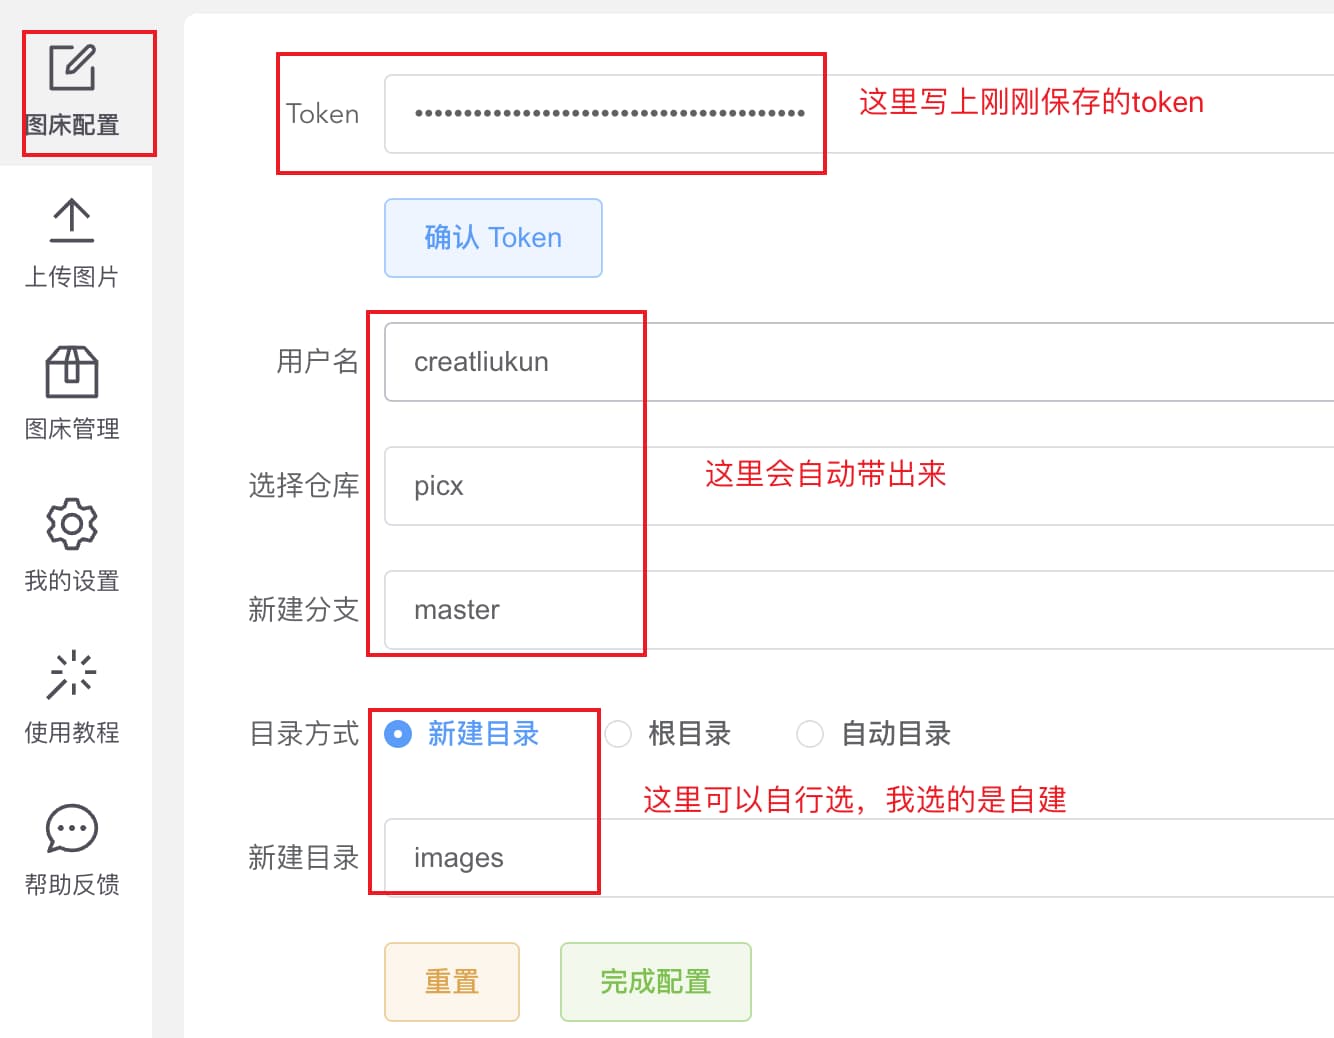 图床配置
上传图片
图床管理
我的设置
使用教程
帮助反馈
Token ••••••••••••••••••••••••••••••••••••••••
这里写上刚刚保存的token
确认 Token
用户名 creatliukun
选择仓库 picx
这里会自动带出来
新建分支 master
目录方式 新建目录 根目录 自动目录
这里可以自行选，我选的是自建
新建目录 images
重置 完成配置